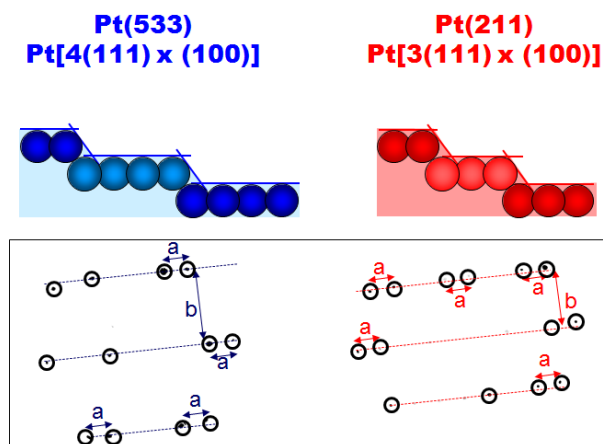 Pt(533)
Pt[4(111) x (100)]
Pt(211)
Pt[3(111) x (100)]
a
b
a
a
a
a
a
a
b
a
a